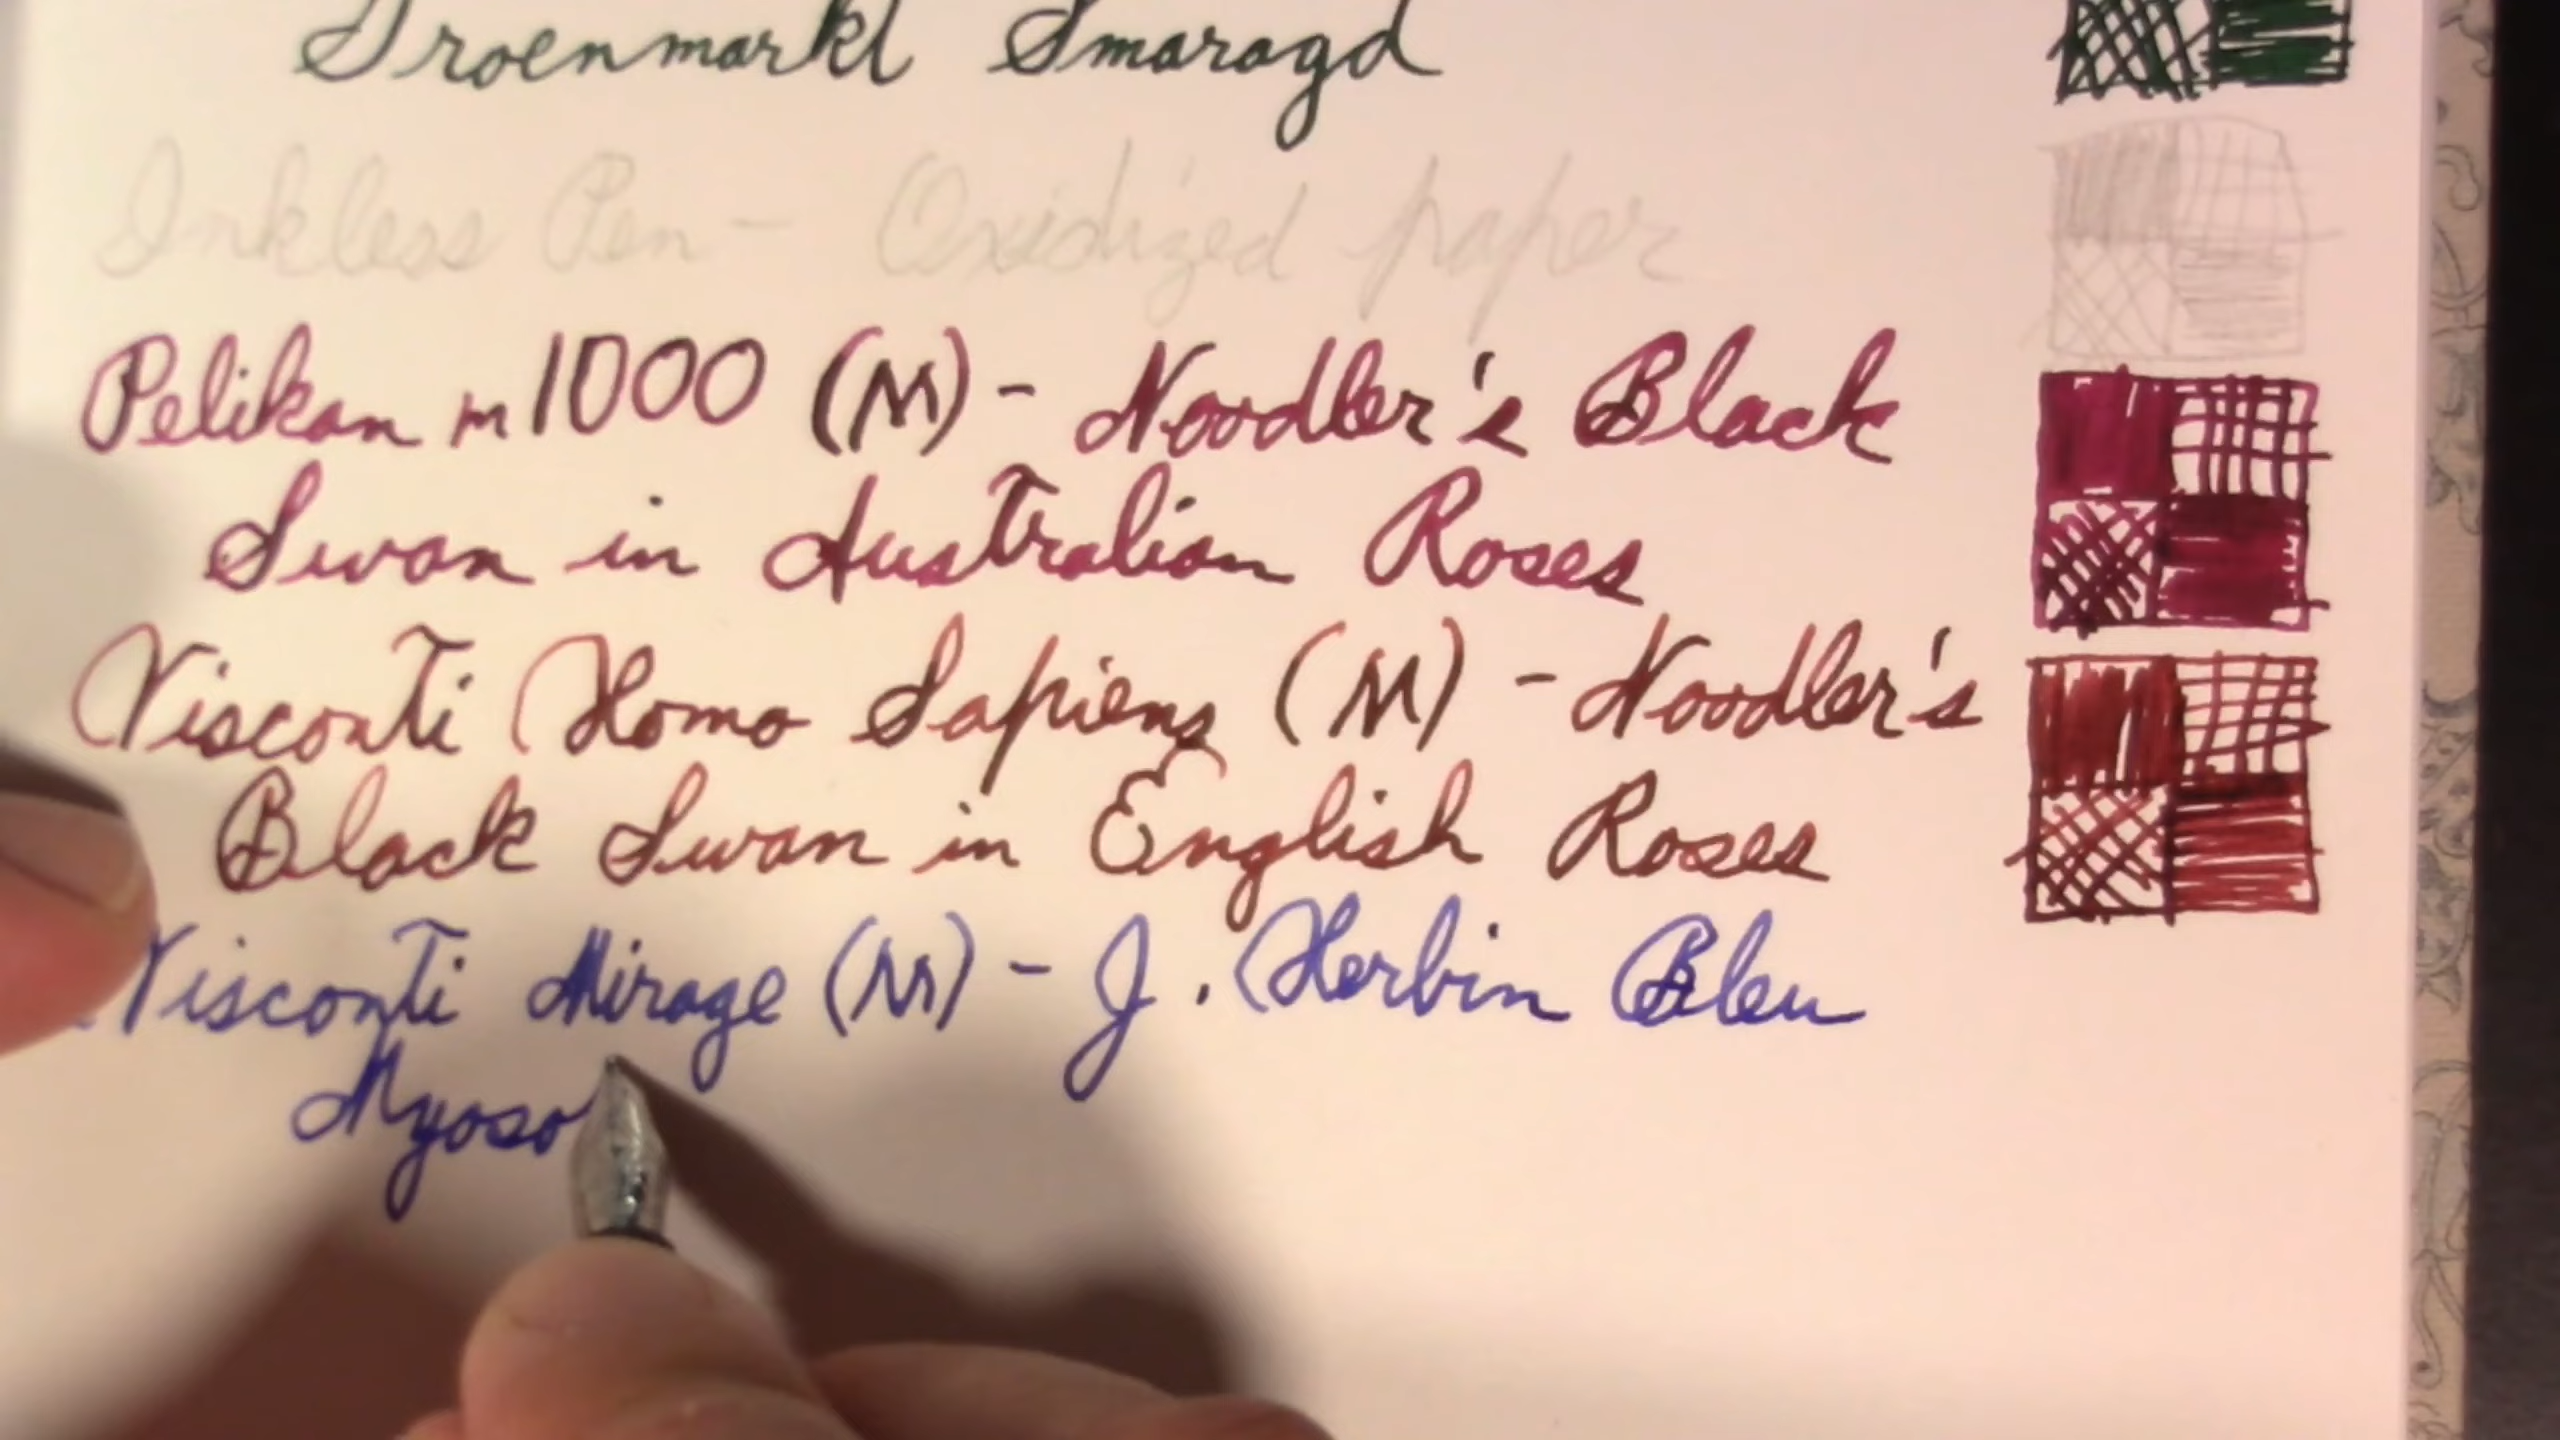 Groenmarkt Smaragd
Inkless Pen - Oxidized paper
Pelikan m1000 (M) - Noodler's Black
Swan in Australian Roses
Visconti Homo Sapiens (M) - Noodler's
Black Swan in English Roses
Visconti Mirage (M) - J. Herbin Bleu
Myoso